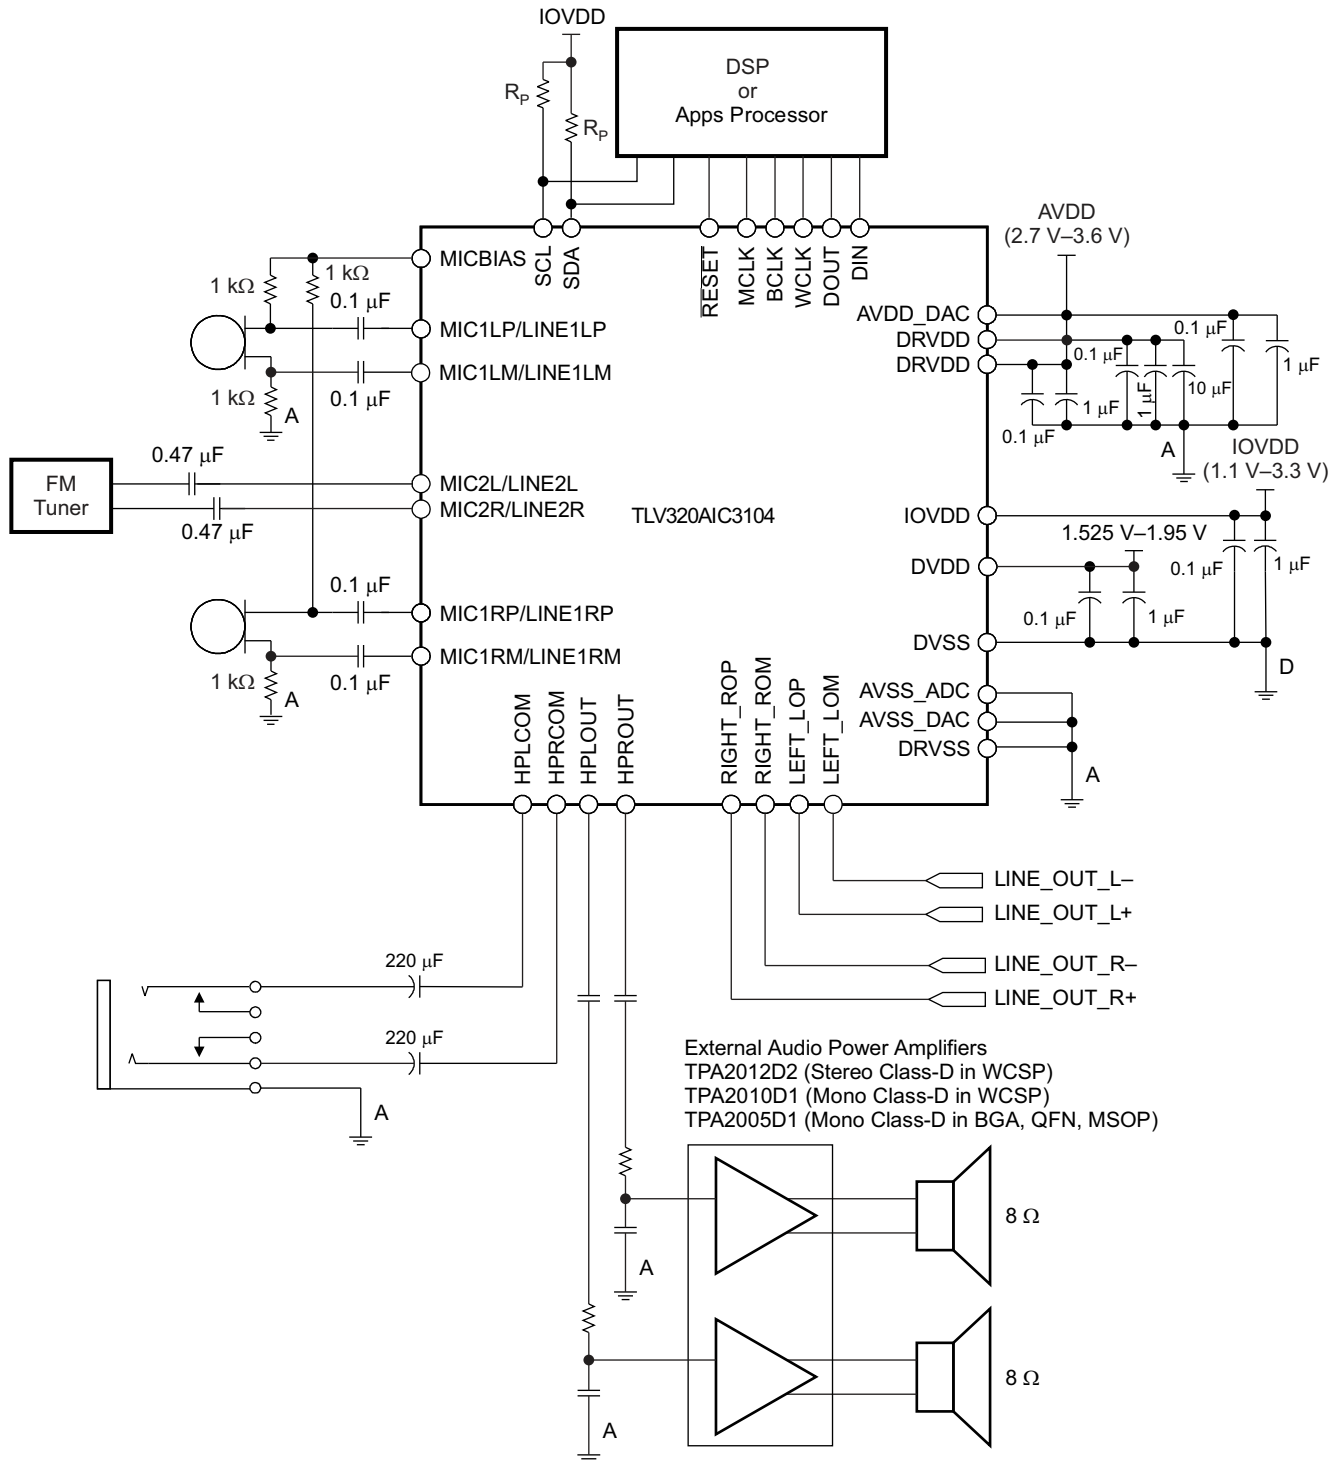 IOVDD
DSP
or
Apps Processor
RP
RP
SCL
SDA
RESET
MCLK
BCLK
WCLK
DOUT
DIN
AVDD
(2.7 V–3.6 V)
MICBIAS
1 kΩ
1 kΩ
0.1 μF
MIC1LP/LINE1LP
MIC1LM/LINE1LM
1 kΩ
0.1 μF
A
AVDD_DAC
DRVDD
DRVDD
0.1 μF
0.1 μF
1 μF
10 μF
1 μF
1 μF
0.1 μF
A
IOVDD
(1.1 V–3.3 V)
0.47 μF
FM
Tuner
MIC2L/LINE2L
MIC2R/LINE2R
0.47 μF
TLV320AIC3104
IOVDD
1.525 V–1.95 V
DVDD
0.1 μF
1 μF
0.1 μF
1 μF
DVSS
D
0.1 μF
MIC1RP/LINE1RP
MIC1RM/LINE1RM
1 kΩ
A
0.1 μF
AVSS_ADC
AVSS_DAC
DRVSS
A
HPLCOM
HPRCOM
HPLOUT
HPROUT
RIGHT_ROP
RIGHT_ROM
LEFT_LOP
LEFT_LOM
LINE_OUT_L–
LINE_OUT_L+
LINE_OUT_R–
LINE_OUT_R+
220 μF
220 μF
A
External Audio Power Amplifiers
TPA2012D2 (Stereo Class-D in WCSP)
TPA2010D1 (Mono Class-D in WCSP)
TPA2005D1 (Mono Class-D in BGA, QFN, MSOP)
8 Ω
A
8 Ω
A